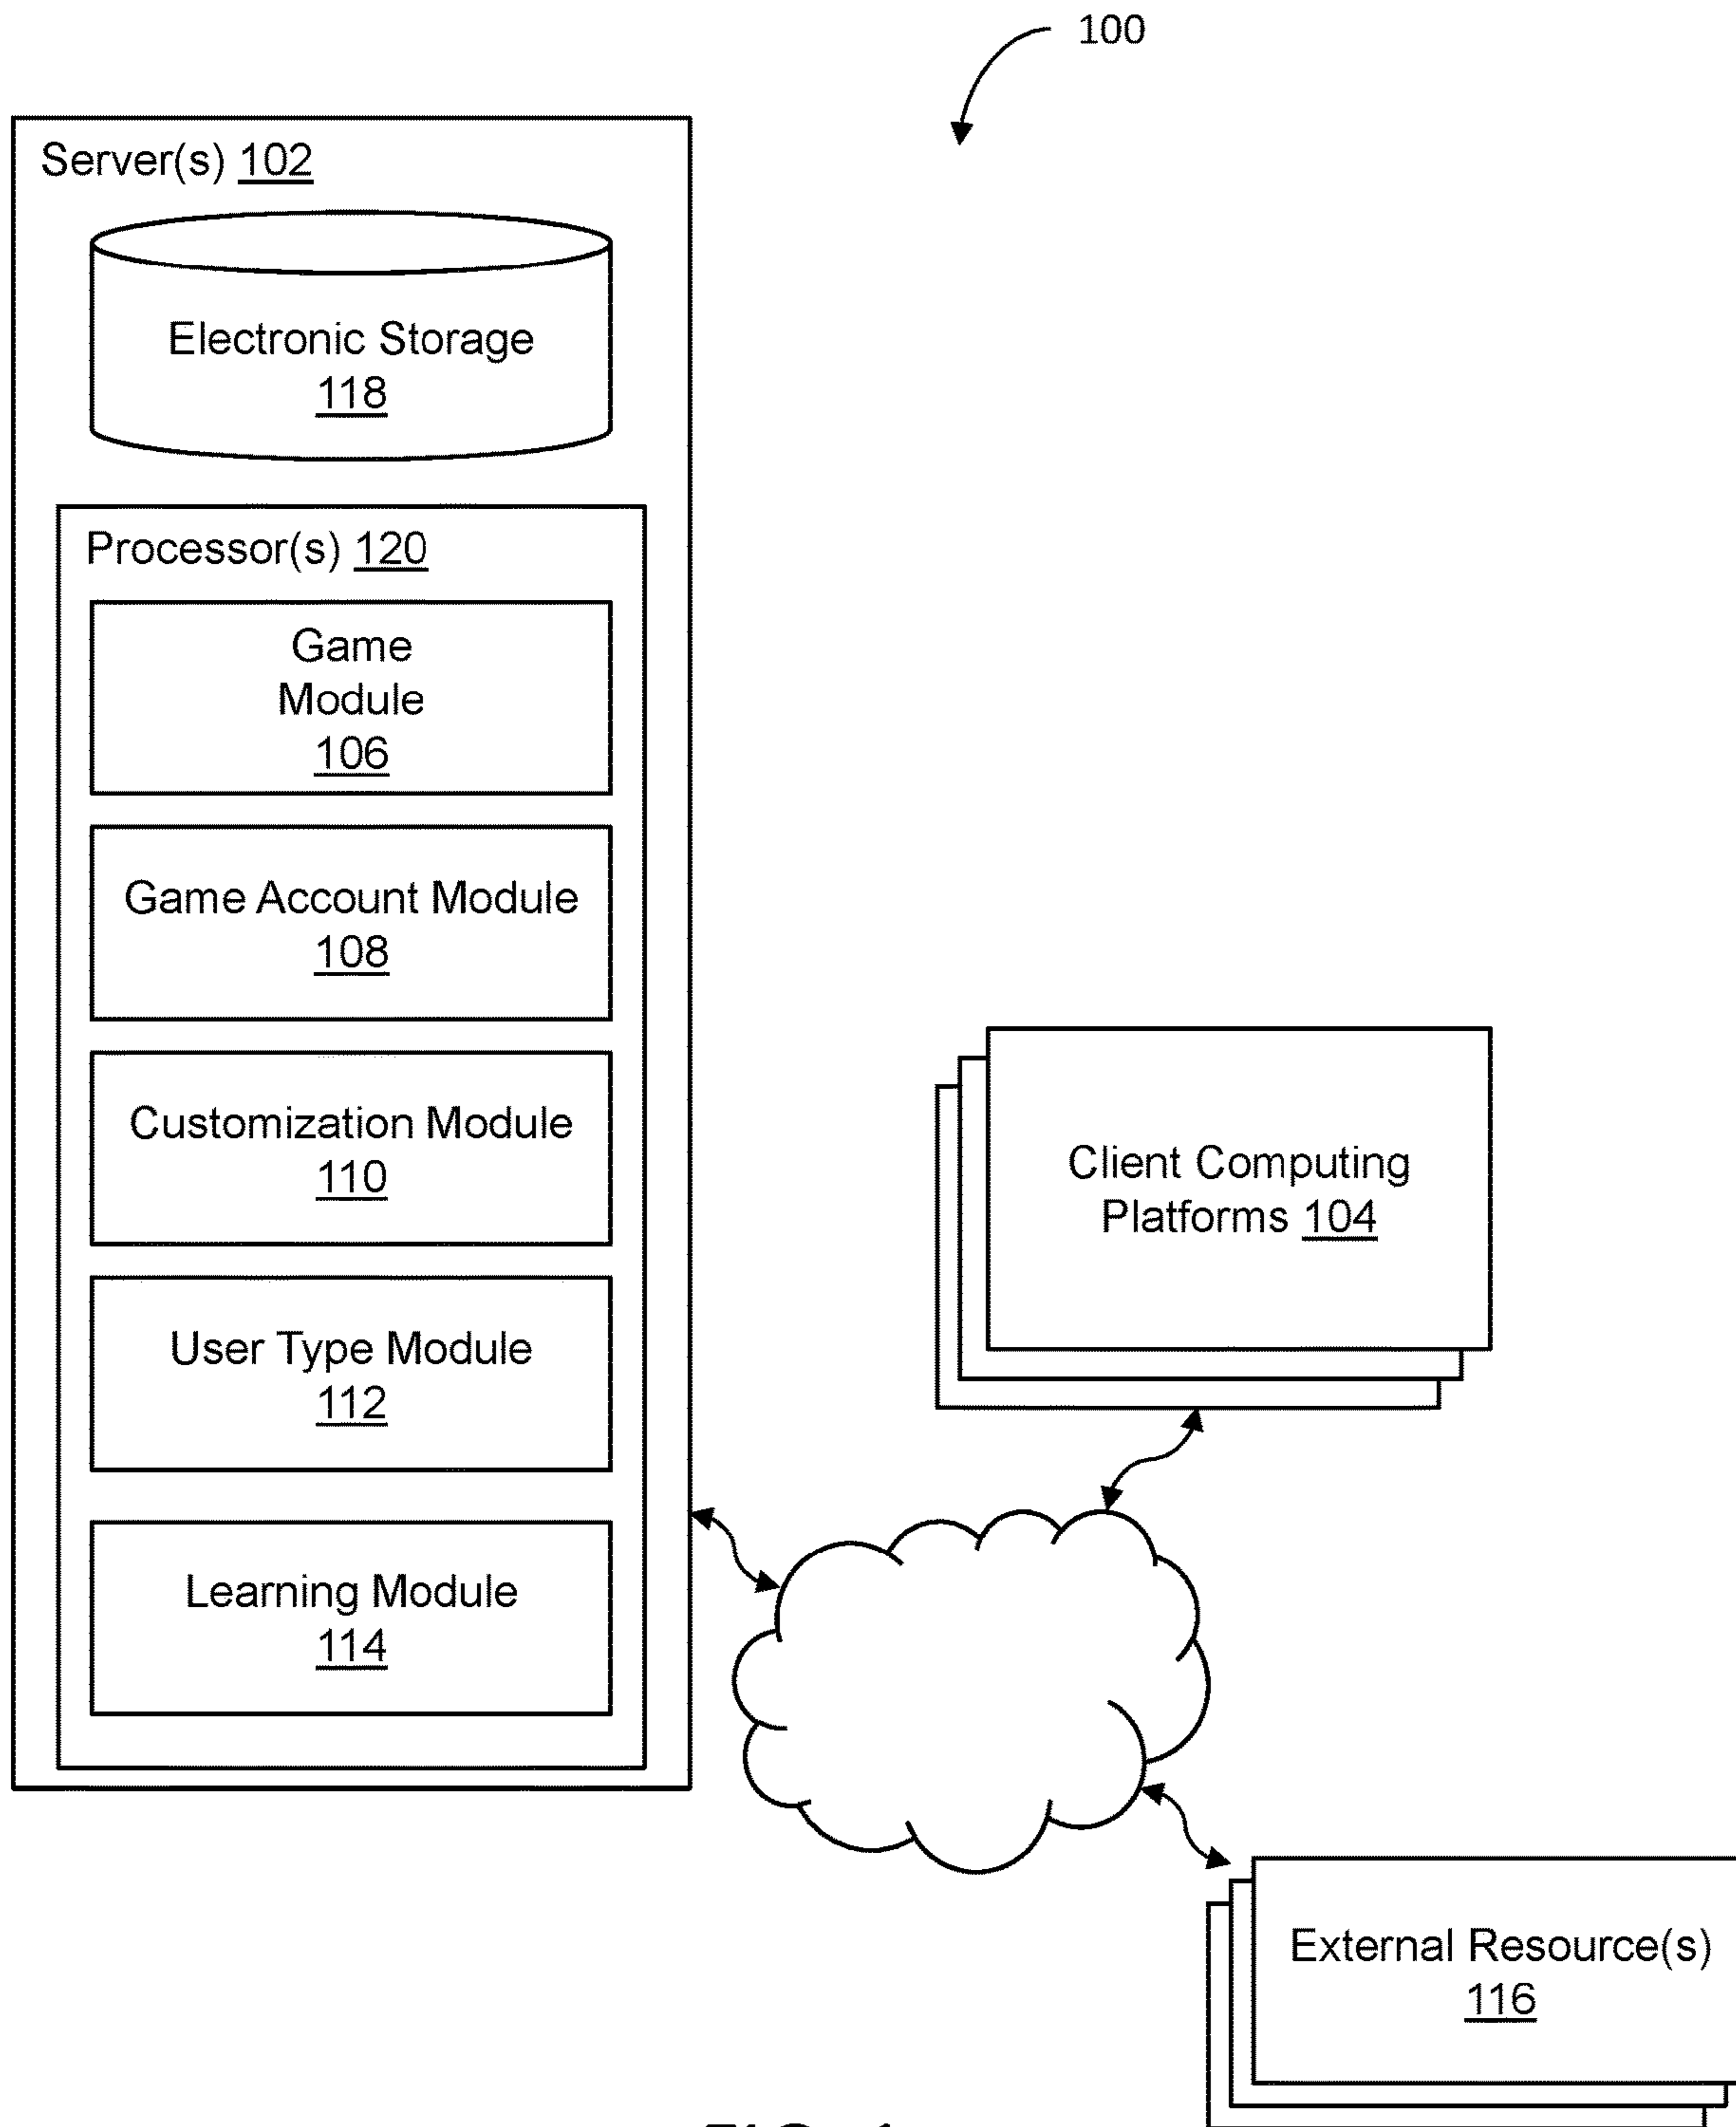 100
Server(s) 102
Electronic Storage
118
Processor(s) 120
Game
Module
106
Game Account Module
108
Customization Module
110
User Type Module
112
Learning Module
114
Client Computing
Platforms 104
External Resource(s)
116